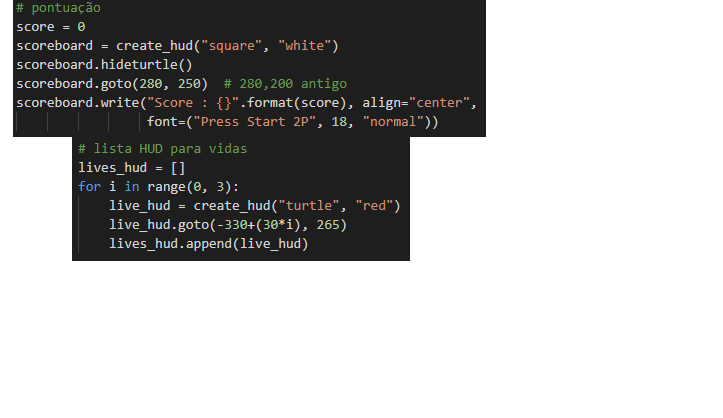 # pontuação
score = 0
scoreboard = create_hud("square", "white")
scoreboard.hideturtle()
scoreboard.goto(280, 250)  # 280,200 antigo
scoreboard.write("Score : {}".format(score), align="center",
                 font=("Press Start 2P", 18, "normal"))
# lista HUD para vidas
lives_hud = []
for i in range(0, 3):
    live_hud = create_hud("turtle", "red")
    live_hud.goto(-330+(30*i), 265)
    lives_hud.append(live_hud)